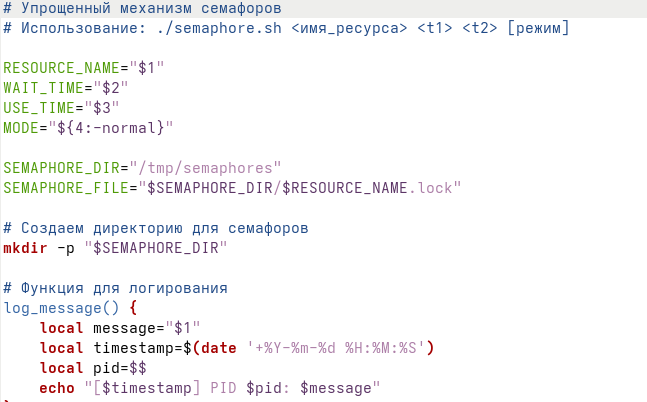 # Упрощенный механизм семафоров
# Использование: ./semaphore.sh <имя_ресурса> <t1> <t2> [режим]
RESOURCE_NAME="$1"
WAIT_TIME="$2"
USE_TIME="$3"
MODE="${4:-normal}"
SEMAPHORE_DIR="/tmp/semaphores"
SEMAPHORE_FILE="$SEMAPHORE_DIR/$RESOURCE_NAME.lock"
# Создаем директорию для семафоров
mkdir -p "$SEMAPHORE_DIR"
# Функция для логирования
log_message() {
    local message="$1"
    local timestamp=$(date '+%Y-%m-%d %H:%M:%S')
    local pid=$$
    echo "[$timestamp] PID $pid: $message"